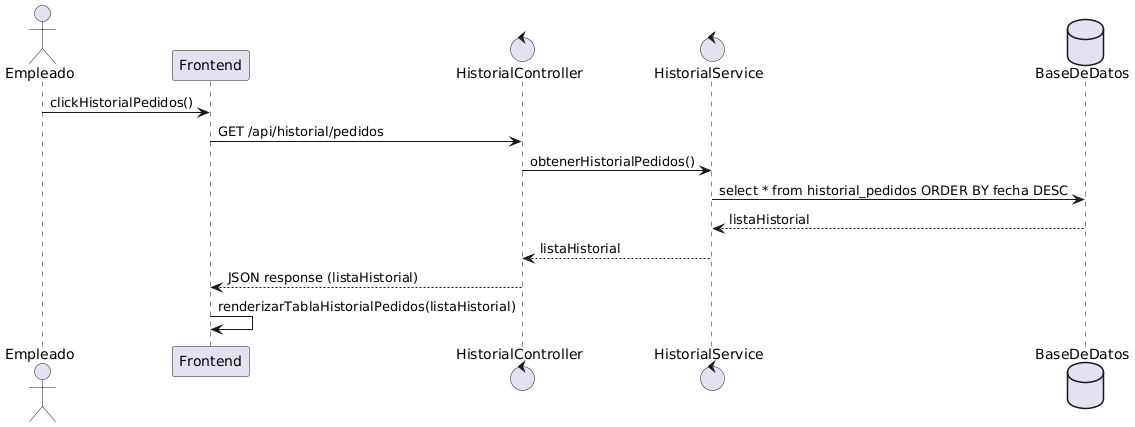 Empleado
Frontend
HistorialController
HistorialService
BaseDeDatos
clickHistorialPedidos()
GET /api/historial/pedidos
obtenerHistorialPedidos()
select * from historial_pedidos ORDER BY fecha DESC
listaHistorial
listaHistorial
JSON response (listaHistorial)
renderizarTablaHistorialPedidos(listaHistorial)
Empleado
Frontend
HistorialController
HistorialService
BaseDeDatos